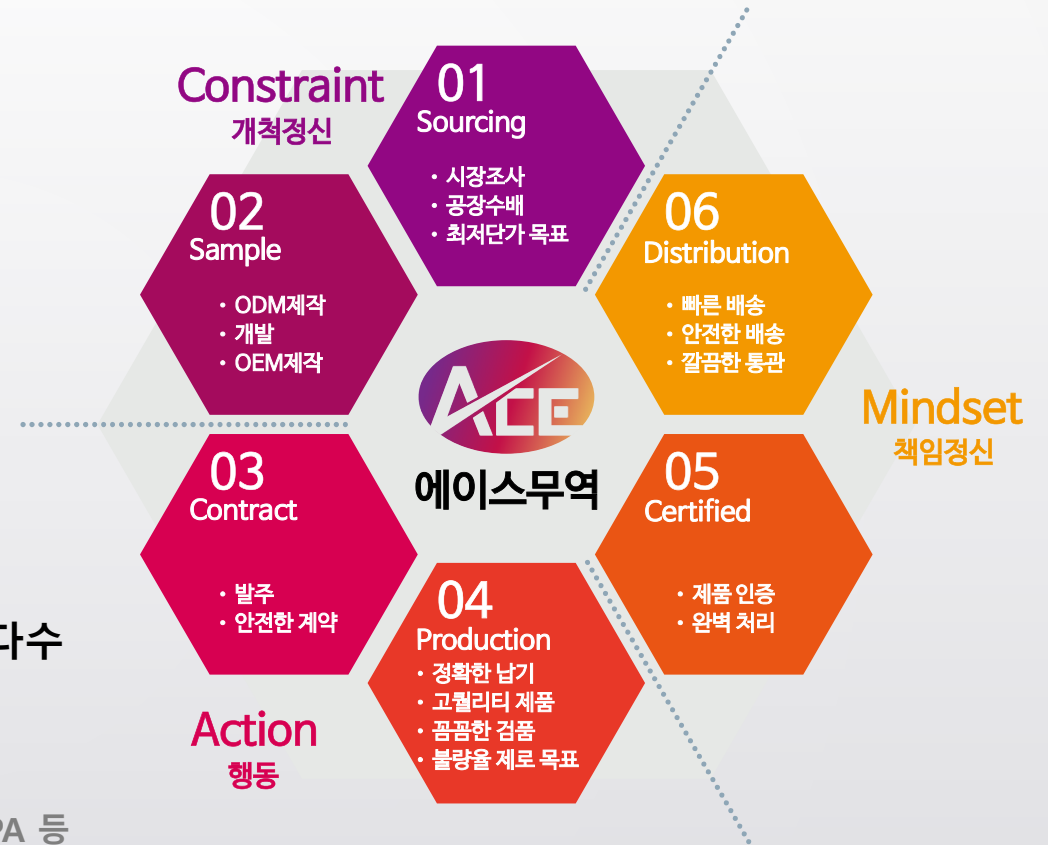 Constraint
개척정신
01
Sourcing
• 시장조사
• 공장수배
• 최저단가 목표
02
Sample
• ODM제작
• 개발
• OEM제작
06
Distribution
• 빠른 배송
• 안전한 배송
• 깔끔한 통관
ACE
에이스무역
Mindset
책임정신
03
Contract
• 발주
• 안전한 계약
05
Certified
• 제품 인증
• 완벽 처리
04
Production
• 정확한 납기
• 고퀄리티 제품
• 꼼꼼한 검품
• 불량율 제로 목표
다수
Action
행동
PA 등